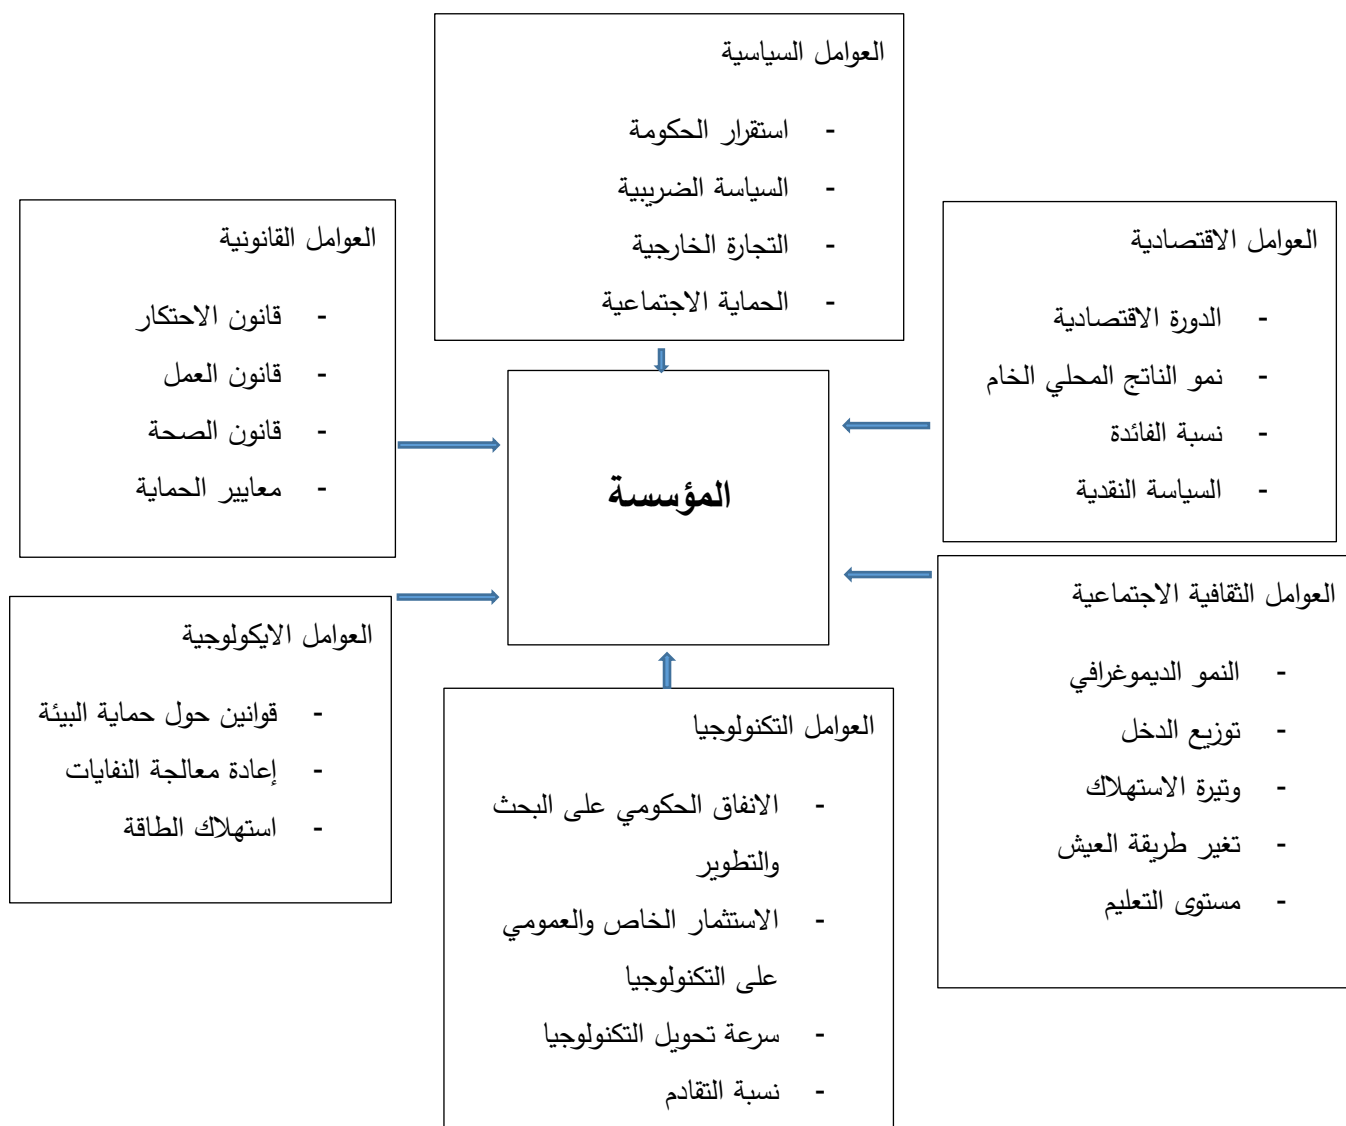 العوامل السياسية
- استقرار الحكومة
- السياسة الضريبية
- التجارة الخارجية
- الحماية الاجتماعية
العوامل الاقتصادية
- الدورة الاقتصادية
- نمو الناتج المحلي الخام
- نسبة الفائدة
- السياسة النقدية
العوامل القانونية
- قانون الاحتكار
- قانون العمل
- قانون الصحة
- معايير الحماية
المؤسسة
العوامل الثقافية الاجتماعية
- النمو الديموغرافي
- توزيع الدخل
- وتيرة الاستهلاك
- تغير طريقة العيش
- مستوى التعليم
العوامل الايكولوجية
- قوانين حول حماية البيئة
- إعادة معالجة النفايات
- استهلاك الطاقة
العوامل التكنولوجيا
- الانفاق الحكومي على البحث
والتطوير
- الاستثمار الخاص والعمومي
على التكنولوجيا
- سرعة تحويل التكنولوجيا
- نسبة التقادم